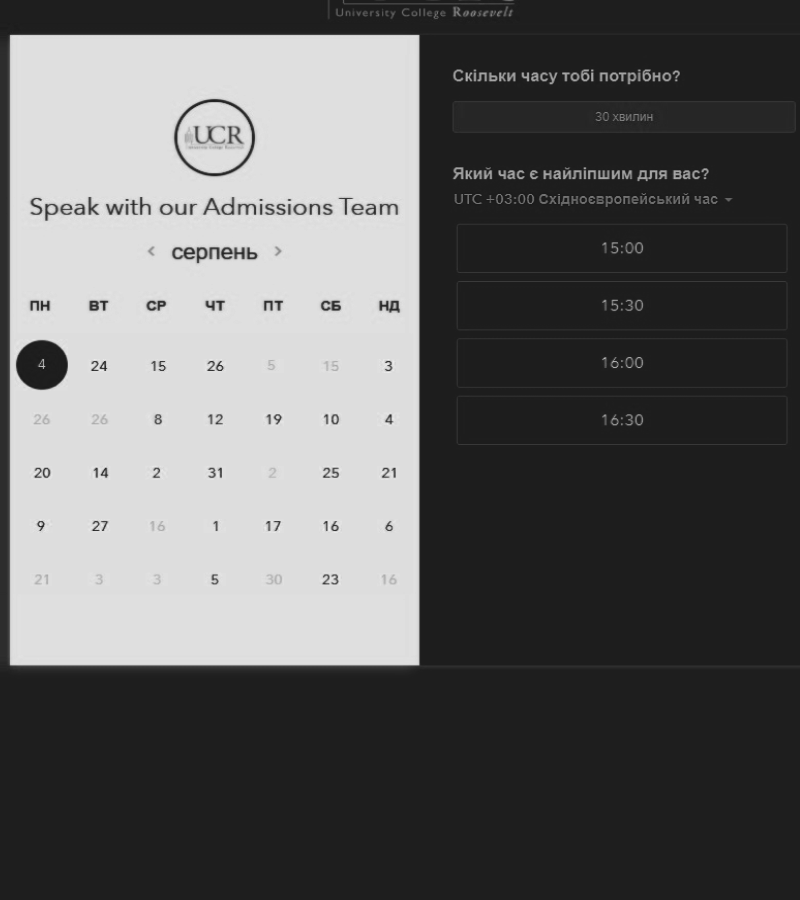 University College Roosevelt
UCR
Speak with our Admissions Team
серпень
ПН ВТ СР ЧТ ПТ СБ НД
4 24 15 26 5 15 3
26 26 8 12 19 10 4
20 14 2 31 2 25 21
9 27 16 1 17 16 6
21 3 3 5 30 23 16
Скільки часу тобі потрібно?
30 хвилин
Який час є найліпшим для вас?
UTC +03:00 Східноєвропейський час
15:00
15:30
16:00
16:30